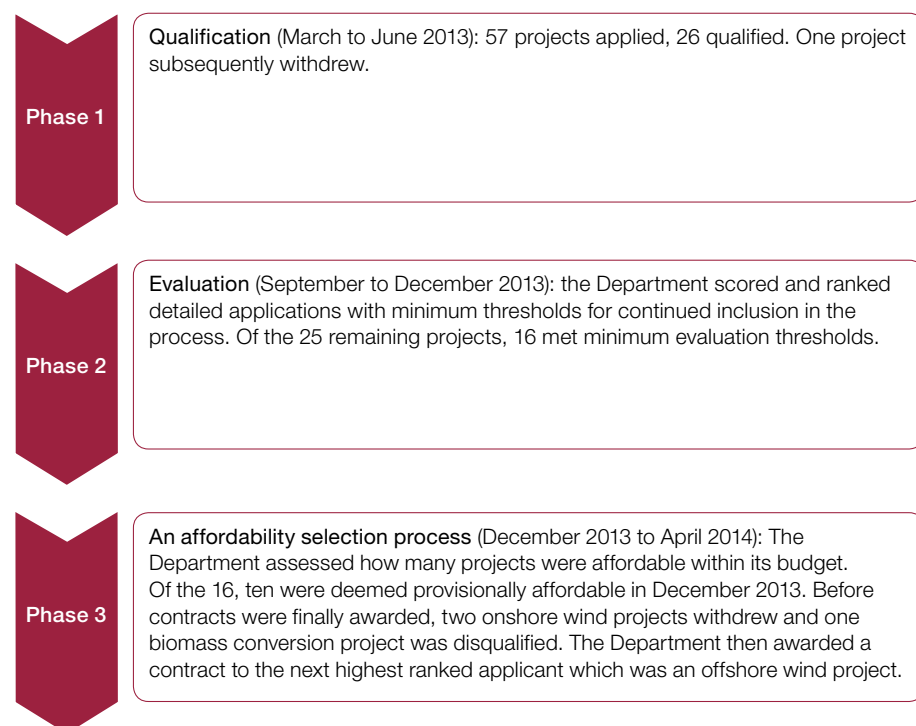 Phase 1
Qualification (March to June 2013): 57 projects applied, 26 qualified. One project
subsequently withdrew.
Phase 2
Evaluation (September to December 2013): the Department scored and ranked
detailed applications with minimum thresholds for continued inclusion in the
process. Of the 25 remaining projects, 16 met minimum evaluation thresholds.
Phase 3
An affordability selection process (December 2013 to April 2014): The
Department assessed how many projects were affordable within its budget.
Of the 16, ten were deemed provisionally affordable in December 2013. Before
contracts were finally awarded, two onshore wind projects withdrew and one
biomass conversion project was disqualified. The Department then awarded a
contract to the next highest ranked applicant which was an offshore wind project.